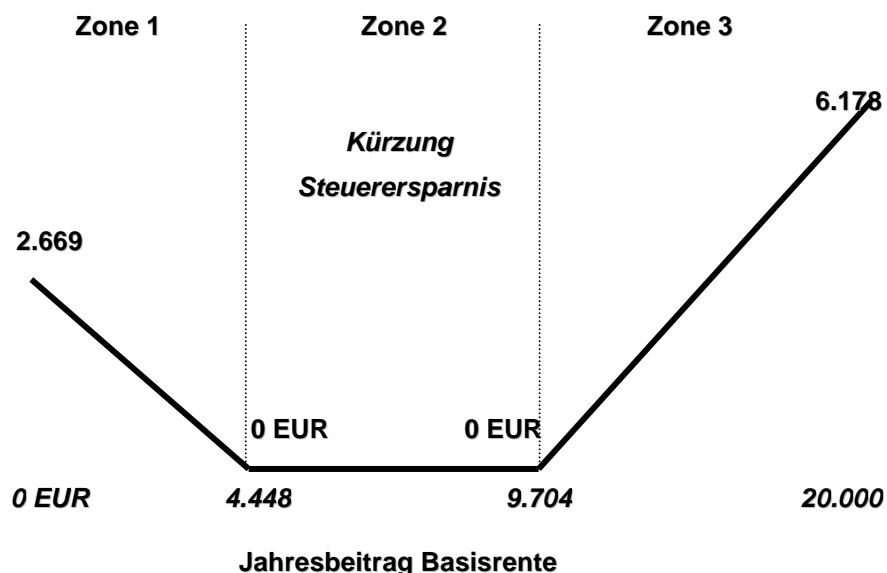 Zone 1 Zone 2 Zone 3
6.178
Kürzung
Steuerersparnis
2.669
0 EUR 0 EUR
0 EUR 4.448 9.704 20.000
Jahresbeitrag Basisrente